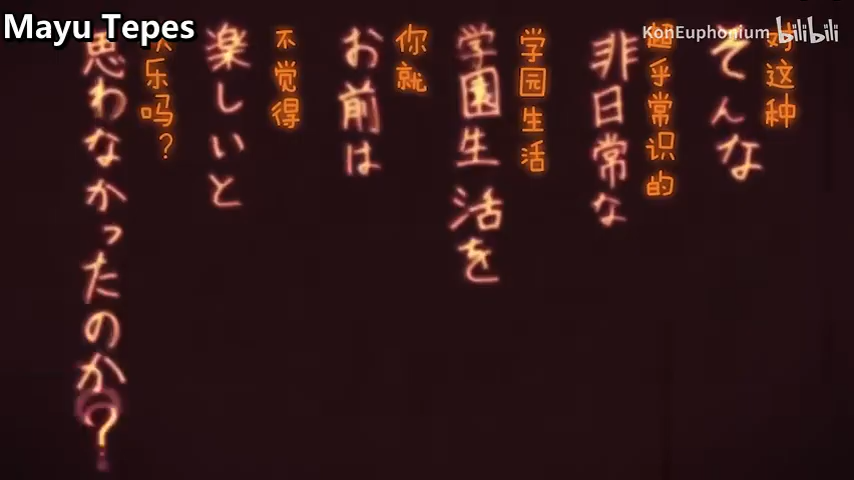 Mayu Tepes
KonEuphonium bilibili
对这种
そんな
超乎常识的
非日常な
学园生活
学園生活を
你就
お前は
不觉得
楽しいと
乐吗？
思わなかったのか？